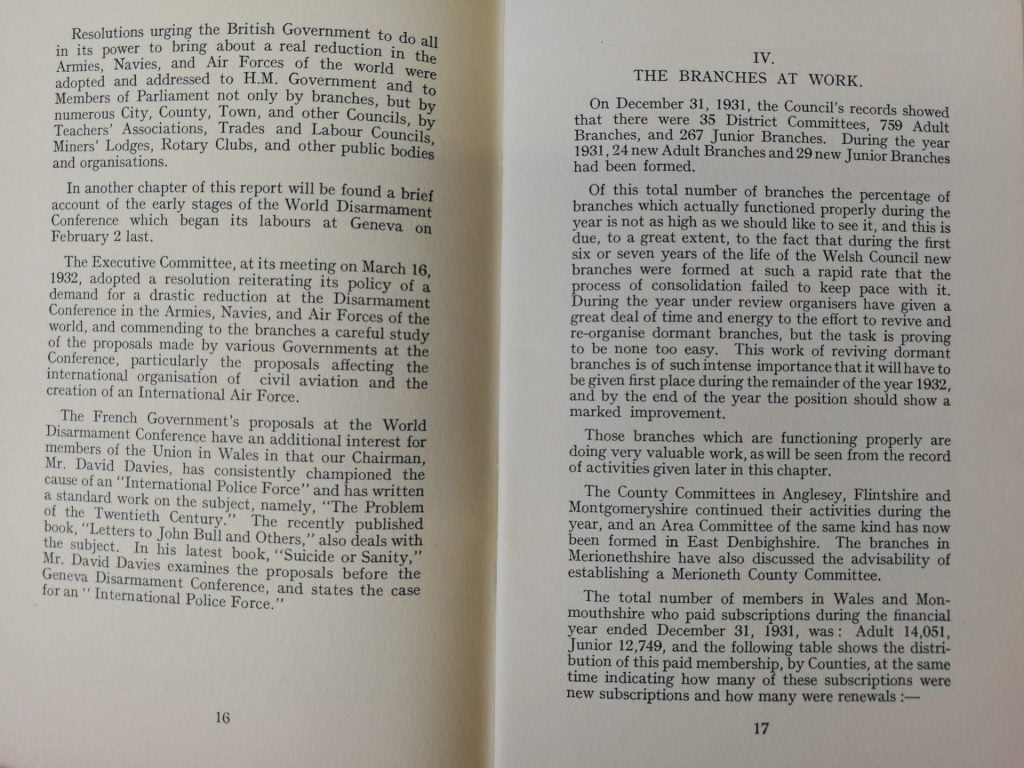 Resolutions urging the British Government to do all
in its power to bring about a real reduction in the
Armies, Navies, and Air Forces of the world were
adopted and addressed to H.M. Government and to
Members of Parliament not only by branches, but by
numerous City, County, Town, and other Councils, by
Teachers' Associations, Trades and Labour Councils,
Miners' Lodges, Rotary Clubs, and other public bodies
and organisations.
In another chapter of this report will be found a brief
account of the early stages of the World Disarmament
Conference which began its labours at Geneva on
February 2 last.
The Executive Committee, at its meeting on March 16,
1932, adopted a resolution reiterating its policy of a
demand for a drastic reduction at the Disarmament
Conference in the Armies, Navies, and Air Forces of the
world, and commending to the branches a careful study
of the proposals made by various Governments at the
Conference, particularly the proposals affecting the
international organisation of civil aviation and the
creation of an International Air Force.
The French Government's proposals at the World
Disarmament Conference have an additional interest for
members of the Union in Wales in that our Chairman,
Mr. David Davies, has consistently championed the
cause of an "International Police Force" and has written
a standard work on the subject, namely, "The Problem
of the Twentieth Century." The recently published
book, "Letters to John Bull and Others," also deals with
the subject. In his latest book, "Suicide or Sanity,"
Mr. David Davies examines the proposals before the
Geneva Disarmament Conference, and states the case
for an " International Police Force."
16
IV.
THE BRANCHES AT WORK.
On December 31, 1931, the Council's records showed
that there were 35 District Committees, 759 Adult
Branches, and 267 Junior Branches. During the year
1931, 24 new Adult Branches and 29 new Junior Branches
had been formed.
Of this total number of branches the percentage of
branches which actually functioned properly during the
year is not as high as we should like to see it, and this is
due, to a great extent, to the fact that during the first
six or seven years of the life of the Welsh Council new
branches were formed at such a rapid rate that the
process of consolidation failed to keep pace with it.
During the year under review organisers have given a
great deal of time and energy to the effort to revive and
re-organise dormant branches, but the task is proving
to be none too easy. This work of reviving dormant
branches is of such intense importance that it will have to
be given first place during the remainder of the year 1932,
and by the end of the year the position should show a
marked improvement.
Those branches which are functioning properly are
doing very valuable work, as will be seen from the record
of activities given later in this chapter.
The County Committees in Anglesey, Flintshire and
Montgomeryshire continued their activities during the
year, and an Area Committee of the same kind has now
been formed in East Denbighshire. The branches in
Merionethshire have also discussed the advisability of
establishing a Merioneth County Committee.
The total number of members in Wales and Mon-
mouthshire who paid subscriptions during the financial
year ended December 31, 1931, was : Adult 14,051,
Junior 12,749, and the following table shows the distri-
bution of this paid membership, by Counties, at the same
time indicating how many of these subscriptions were
new subscriptions and how many were renewals :—
17